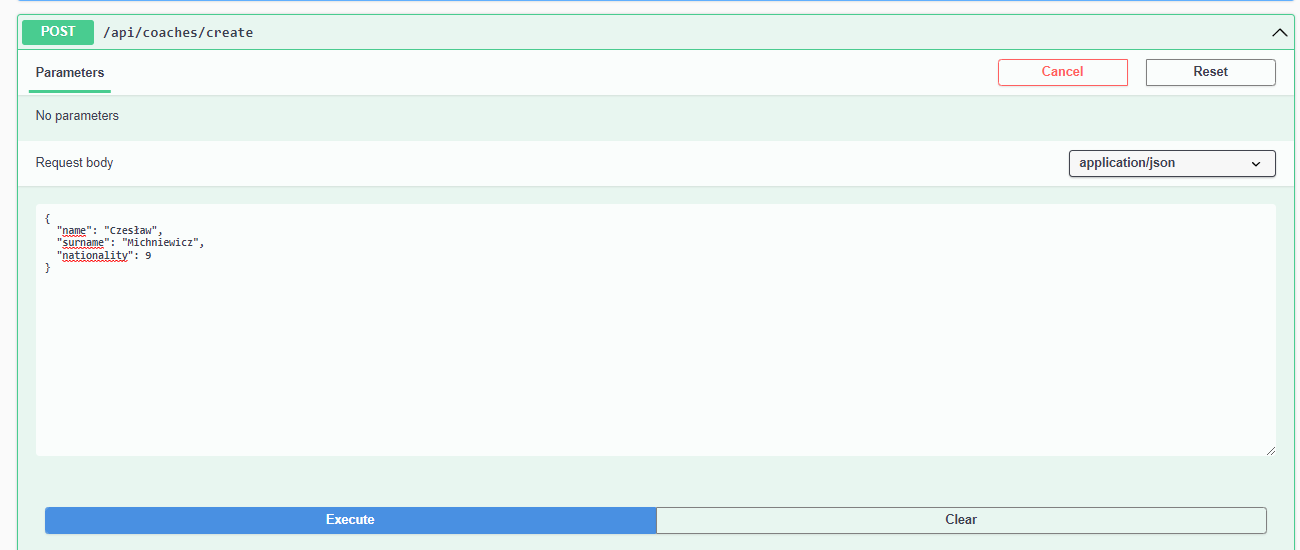 POST /api/coaches/create
Parameters
Cancel
Reset
No parameters
Request body
application/json
{
"name": "Czesław",
"surname": "Michniewicz",
"nationality": 9
}
Execute
Clear